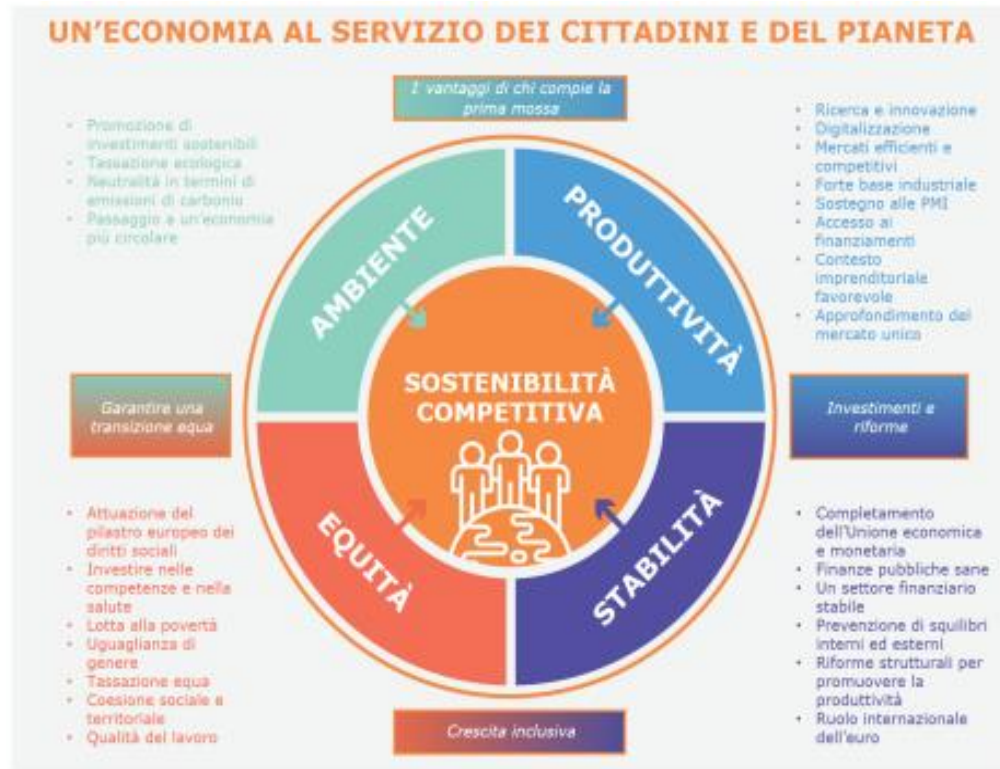 UN'ECONOMIA AL SERVIZIO DEI CITTADINI E DEL PIANETA
I vantaggi di chi compie la
prima mossa
• Promozione di
investimenti sostenibili
• Tassazione ecologica
• Neutralità in termini di
emissioni di carbonio
• Passaggio a un'economia
più circolare
• Ricerca e innovazione
• Digitalizzazione
• Mercati efficienti e
competitivi
• Forte base industriale
• Sostegno alle PMI
• Accesso ai
finanziamenti
• Contesto
imprenditoriale
favorevole
• Approfondimento del
mercato unico
AMBIENTE
PRODUTTIVITÀ
SOSTENIBILITÀ
COMPETITIVA
Garantire una
transizione equa
Investimenti e
riforme
EQUITÀ
STABILITÀ
• Attuazione del
pilastro europeo dei
diritti sociali
• Investire nelle
competenze e nella
salute
• Lotta alla povertà
• Uguaglianza di
genere
• Tassazione equa
• Coesione sociale e
territoriale
• Qualità del lavoro
• Completamento
dell'Unione economica
e monetaria
• Finanze pubbliche sane
• Un settore finanziario
stabile
• Prevenzione di squilibri
interni ed esterni
• Riforme strutturali per
promuovere la
produttività
• Ruolo internazionale
dell'euro
Crescita inclusiva